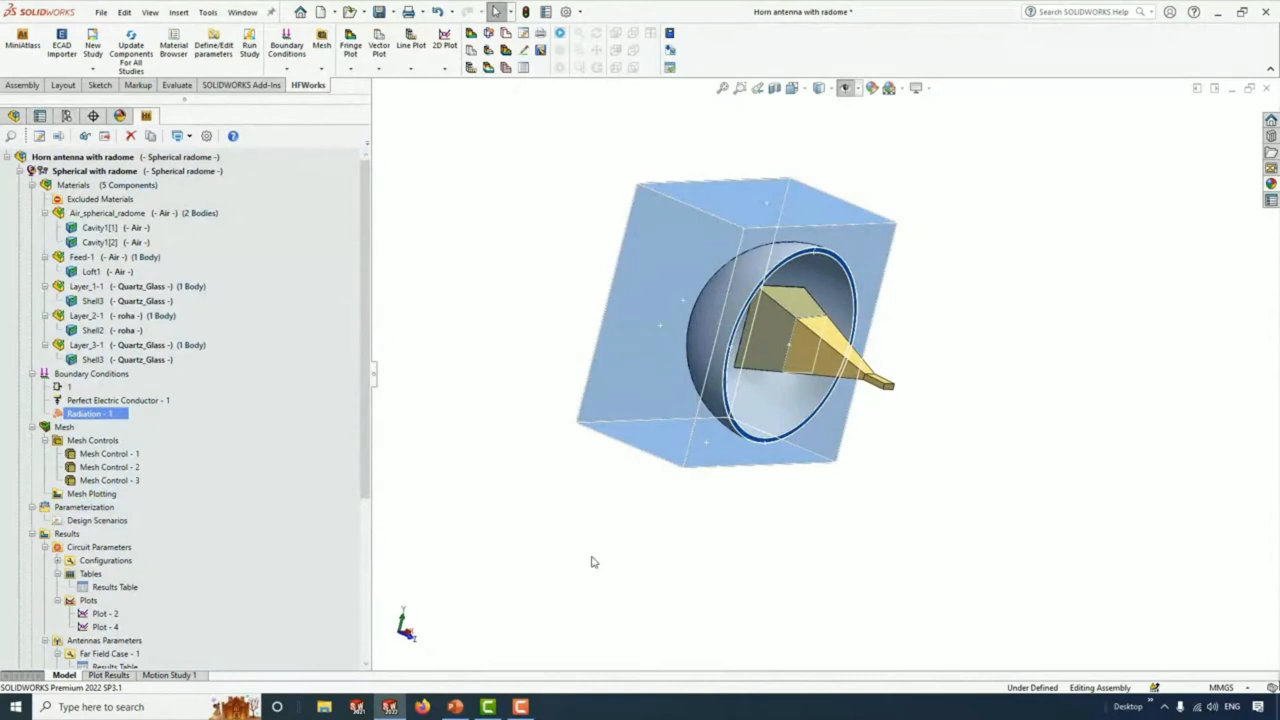 SOLIDWORKS
File
Edit
View
Insert
Tools
Window
Horn antenna with radome *
Search SOLIDWORKS Help
MiniAtlass
ECAD Importer
New Study
Update Components For All Studies
Material Browser
Define/Edit parameters
Run Study
Boundary Conditions
Mesh
Fringe Plot
Vector Plot
Line Plot
2D Plot
Assembly
Layout
Sketch
Markup
Evaluate
SOLIDWORKS Add-Ins
HFWorks
Horn antenna with radome (- Spherical radome -)
Spherical with radome (- Spherical radome -)
Materials (5 Components)
Excluded Materials
Air_spherical_radome (- Air -) (2 Bodies)
Cavity1[1] (- Air -)
Cavity1[2] (- Air -)
Feed-1 (- Air -) (1 Body)
Loft1 (- Air -)
Layer_1-1 (- Quartz_Glass -) (1 Body)
Shell3 (- Quartz_Glass -)
Layer_2-1 (- roha -) (1 Body)
Shell2 (- roha -)
Layer_3-1 (- Quartz_Glass -) (1 Body)
Shell3 (- Quartz_Glass -)
Boundary Conditions
1
Perfect Electric Conductor - 1
Radiation - 1
Mesh
Mesh Controls
Mesh Control - 1
Mesh Control - 2
Mesh Control - 3
Mesh Plotting
Parameterization
Design Scenarios
Results
Circuit Parameters
Configurations
Tables
Results Table
Plots
Plot - 2
Plot - 4
Antennas Parameters
Far Field Case - 1
Results Table
Y
Z
Model
Plot Results
Motion Study 1
SOLIDWORKS Premium 2022 SP3.1
Under Defined
Editing Assembly
MMGS
Type here to search
2021
2022
Desktop
ENG